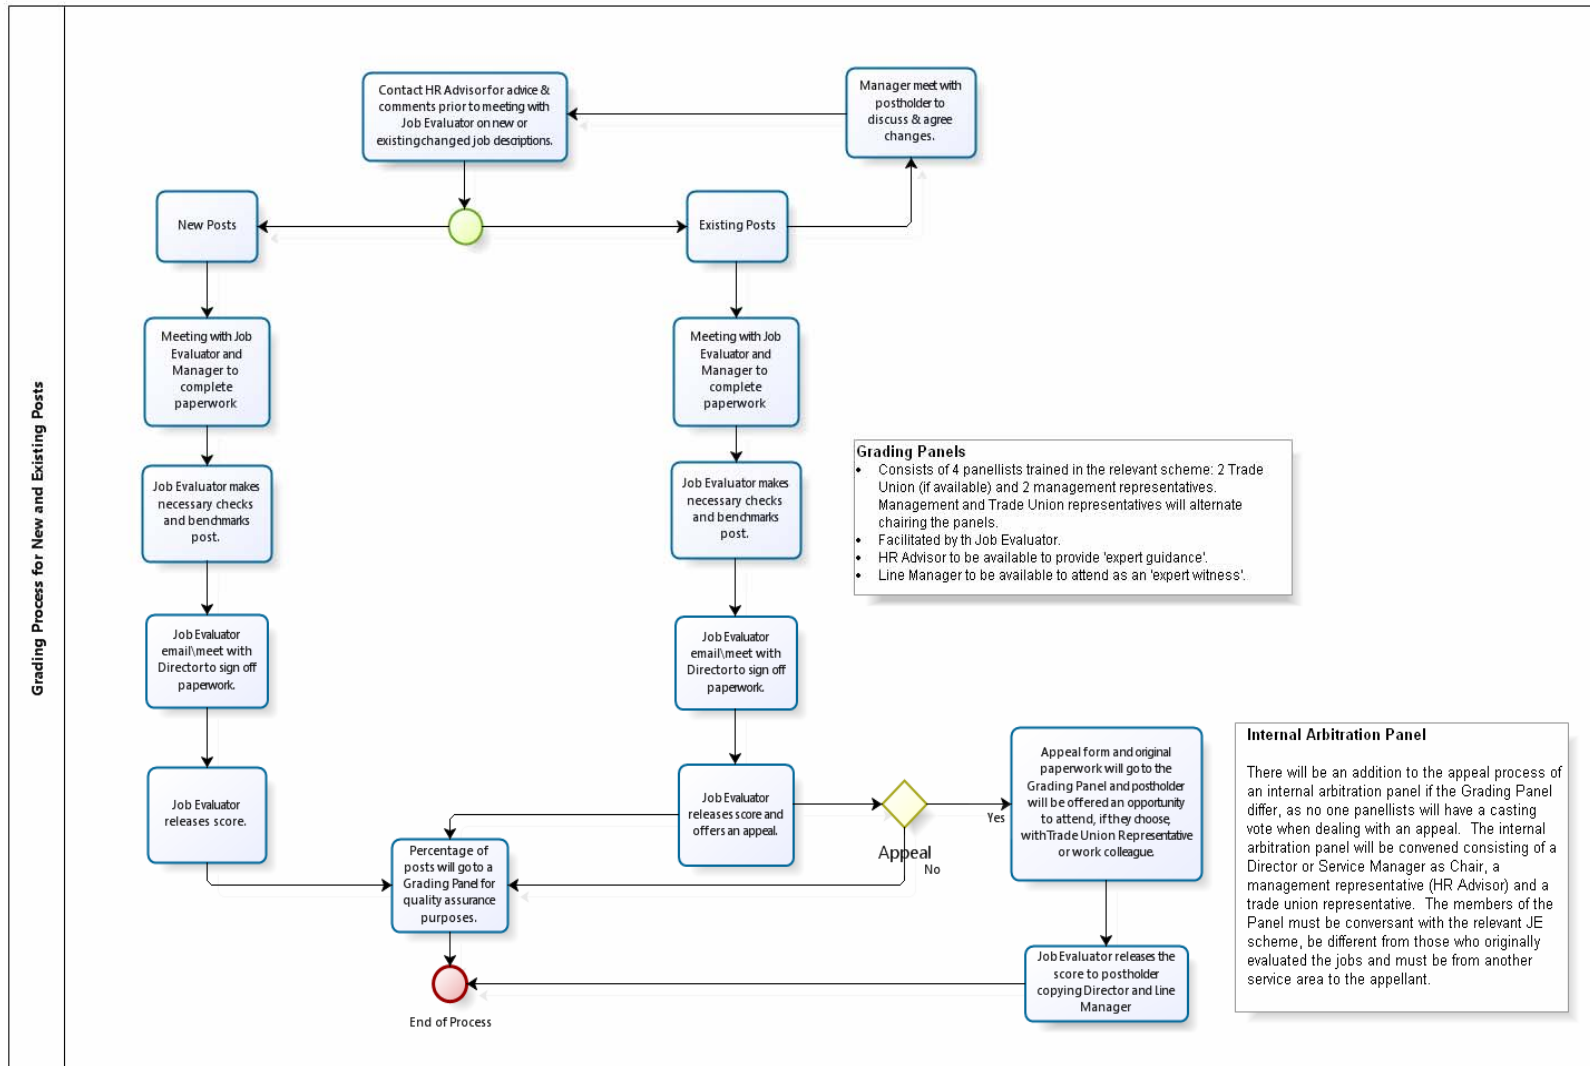 Grading Process for New and Existing Posts
Contact HR Advisor for advice &
comments prior to meeting with
Job Evaluator on new or
existing changed job descriptions.
Manager meet with
postholder to
discuss & agree
changes.
New Posts
Existing Posts
Meeting with Job
Evaluator and
Manager to
complete
paperwork
Meeting with Job
Evaluator and
Manager to
complete
paperwork
Job Evaluator makes
necessary checks
and benchmarks
post.
Job Evaluator makes
necessary checks
and benchmarks
post.
Grading Panels
• Consists of 4 panellists trained in the relevant scheme: 2 Trade
Union (if available) and 2 management representatives.
Management and Trade Union representatives will alternate
chairing the panels.
• Facilitated by th Job Evaluator.
• HR Advisor to be available to provide 'expert guidance'.
• Line Manager to be available to attend as an 'expert witness'.
Job Evaluator
email\meet with
Director to sign off
paperwork.
Job Evaluator
email\meet with
Director to sign off
paperwork.
Job Evaluator
releases score.
Job Evaluator
releases score and
offers an appeal.
Appeal
Yes
No
Appeal form and original
paperwork will go to the
Grading Panel and postholder
will be offered an opportunity
to attend, if they choose,
with Trade Union Representative
or work colleague.
Percentage of
posts will go to a
Grading Panel for
quality assurance
purposes.
Job Evaluator releases the
score to postholder
copying Director and Line
Manager
End of Process
Internal Arbitration Panel
There will be an addition to the appeal process of
an internal arbitration panel if the Grading Panel
differ, as no one panellists will have a casting
vote when dealing with an appeal. The internal
arbitration panel will be convened consisting of a
Director or Service Manager as Chair, a
management representative (HR Advisor) and a
trade union representative. The members of the
Panel must be conversant with the relevant JE
scheme, be different from those who originally
evaluated the jobs and must be from another
service area to the appellant.